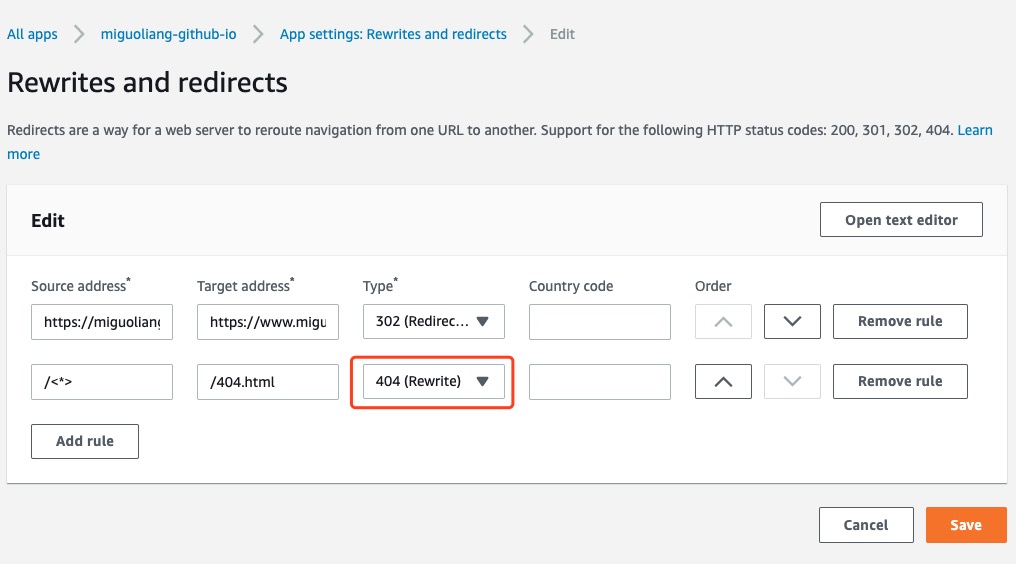 All apps miguoliang-github-io App settings: Rewrites and redirects Edit
Rewrites and redirects
Redirects are a way for a web server to reroute navigation from one URL to another. Support for the following HTTP status codes: 200, 301, 302, 404. Learn
more
Edit Open text editor
Source address* Target address* Type* Country code Order
https://miguoliang https://www.migu 302 (Redirec... Remove rule
/<*> /404.html 404 (Rewrite) Remove rule
Add rule
Cancel Save